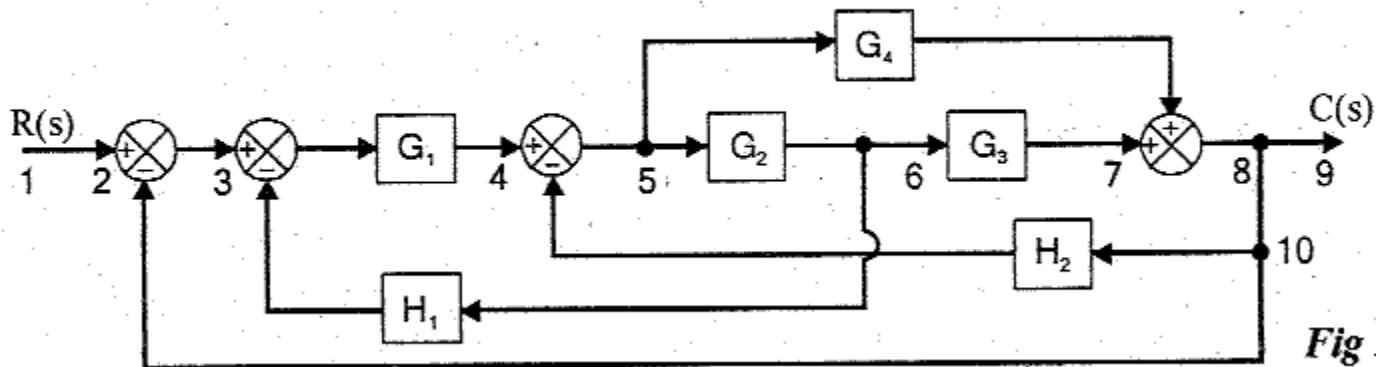 G₄
R(s) + + G₁ + G₂ G₃ + + C(s)
1 2 − 3 − 4 − 5 6 7 8 9
H₂ 10
H₁
Fig